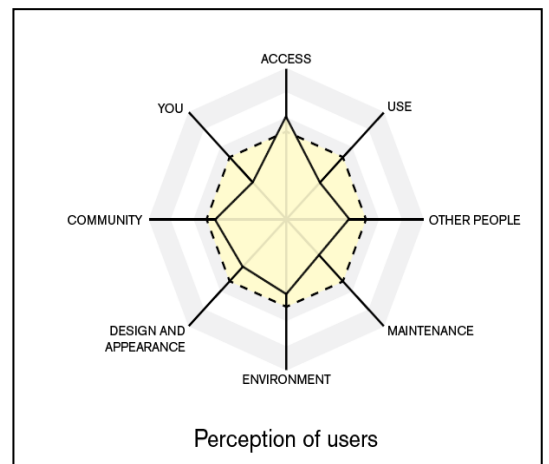 ACCESS
YOU
USE
COMMUNITY
OTHER PEOPLE
DESIGN AND
APPEARANCE
MAINTENANCE
ENVIRONMENT
Perception of users